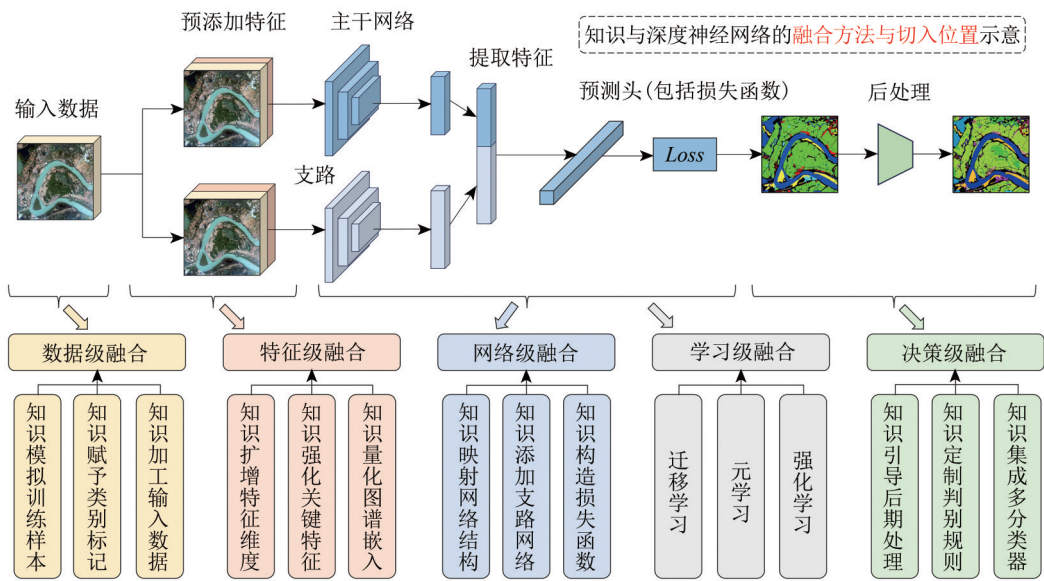 知识与深度神经网络的融合方法与切入位置示意
预添加特征
主干网络
提取特征
输入数据
预测头(包括损失函数)
后处理
Loss
支路
数据级融合
特征级融合
网络级融合
学习级融合
决策级融合
知识模拟训练样本
知识赋予类别标记
知识加工输入数据
知识扩增特征维度
知识强化关键特征
知识量化图谱嵌入
知识映射网络结构
知识添加支路网络
知识构造损失函数
迁移学习
元学习
强化学习
知识引导后期处理
知识定制判别规则
知识集成多分类器